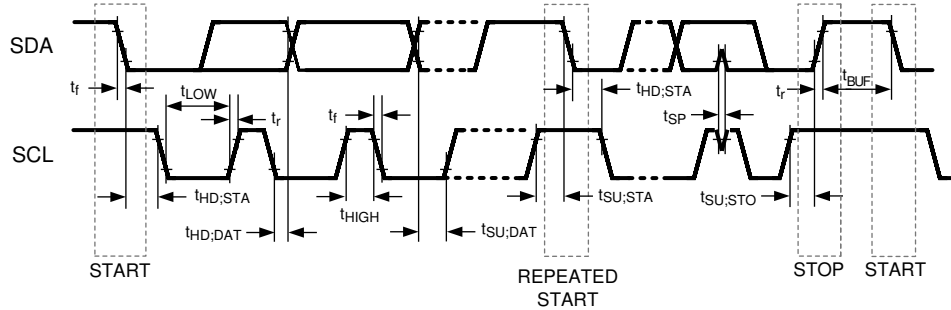 SDA
t_f
t_LOW
t_r
t_f
t_HD;STA
t_SP
t_r
t_BUF
SCL
t_HD;STA
t_HD;DAT
t_HIGH
t_SU;DAT
t_SU;STA
t_SU;STO
START
REPEATED
START
STOP
START